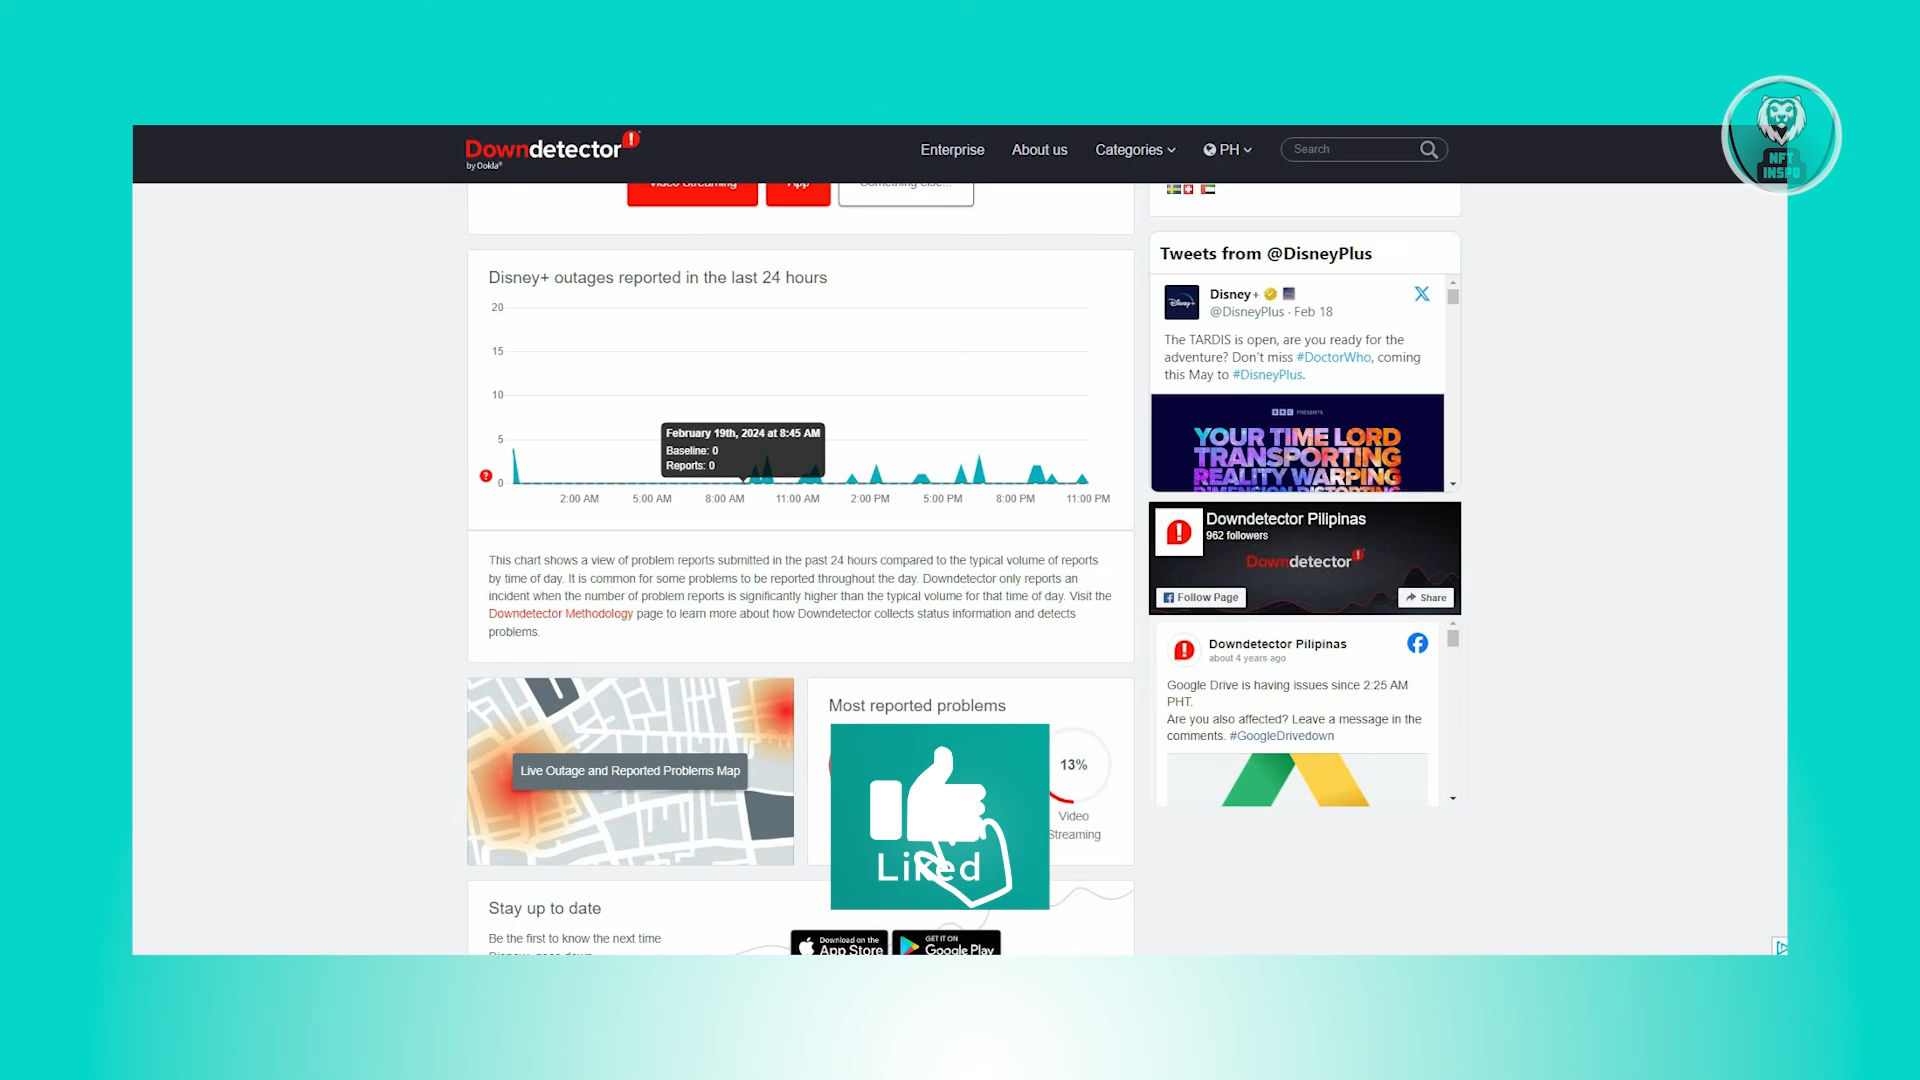 Downdetector
by Ookla®
Enterprise
About us
Categories
PH
Search
NFT
INSPO
Video Streaming
App
Something else...
Disney+ outages reported in the last 24 hours
20
15
10
5
0
February 19th, 2024 at 8:45 AM
Baseline: 0
Reports: 0
2:00 AM
5:00 AM
8:00 AM
11:00 AM
2:00 PM
5:00 PM
8:00 PM
11:00 PM
This chart shows a view of problem reports submitted in the past 24 hours compared to the typical volume of reports
by time of day. It is common for some problems to be reported throughout the day. Downdetector only reports an
incident when the number of problem reports is significantly higher than the typical volume for that time of day. Visit the
Downdetector Methodology page to learn more about how Downdetector collects status information and detects
problems.
Live Outage and Reported Problems Map
Most reported problems
13%
Video
Streaming
Liked
Stay up to date
Be the first to know the next time
Download on the
App Store
GET IT ON
Google Play
Tweets from @DisneyPlus
Disney+
Disney+
@DisneyPlus · Feb 18
The TARDIS is open, are you ready for the
adventure? Don't miss #DoctorWho, coming
this May to #DisneyPlus.
BBC PRESENTS
YOUR TIME LORD
TRANSPORTING
REALITY WARPING
DIMENSION DISTORTING
Downdetector Pilipinas
962 followers
Downdetector
Follow Page
Share
Downdetector Pilipinas
about 4 years ago
Google Drive is having issues since 2:25 AM
PHT.
Are you also affected? Leave a message in the
comments. #GoogleDrivedown